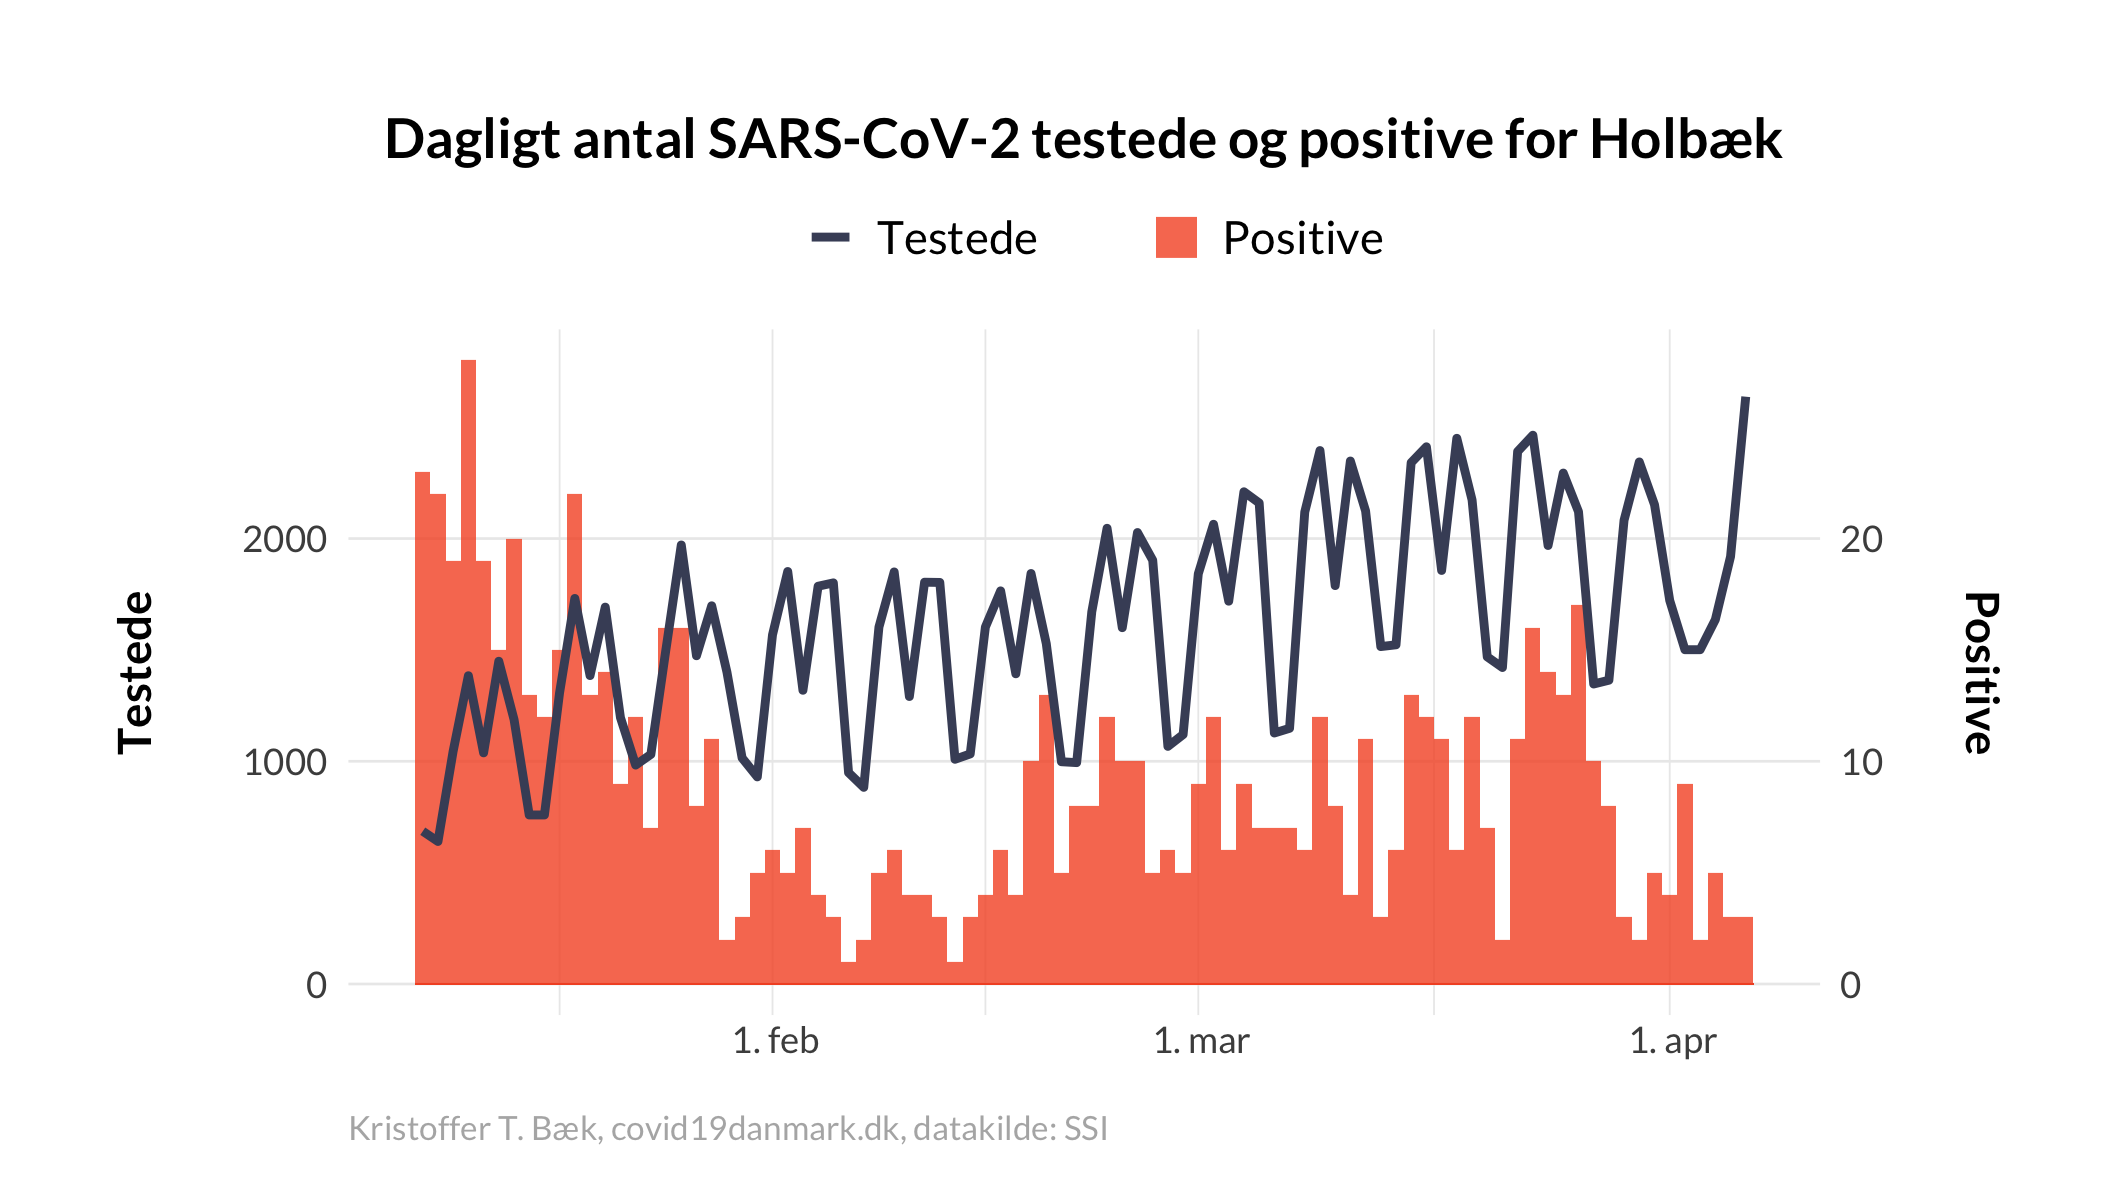 Dagligt antal SARS-CoV-2 testede og positive for Holbæk
Testede
Positive
Testede
2000
1000
0
20
10
0
Positive
1. feb
1. mar
1. apr
Kristoffer T. Bæk, covid19danmark.dk, datakilde: SSI